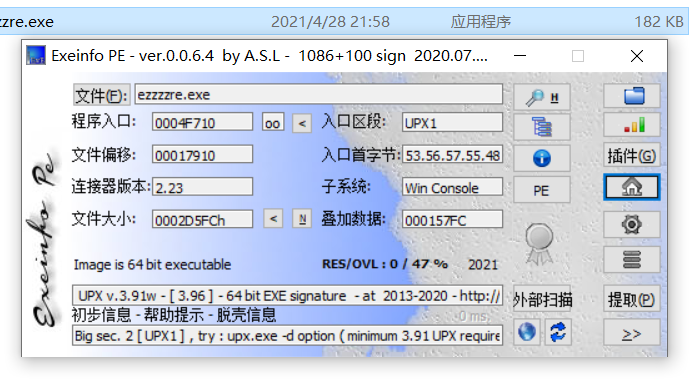 zzre.exe 2021/4/28 21:58 应用程序 182 KB
Exeinfo PE - ver.0.0.6.4 by A.S.L - 1086+100 sign 2020.07....
文件(F): ezzzzre.exe H
程序入口: 0004F710 oo < 入口区段: UPX1
文件偏移: 00017910 入口首字节: 53.56.57.55.48 插件(G)
连接器版本: 2.23 子系统: Win Console PE
文件大小: 0002D5FCh < N 叠加数据: 000157FC
Image is 64 bit executable RES/OVL : 0 / 47 % 2021
Exeinfo Pe
UPX v.3.91w - [ 3.96 ] - 64 bit EXE signature - at 2013-2020 - http:// 外部扫描 提取(P)
初步信息 - 帮助提示 - 脱壳信息 0 ms.
Big sec. 2 [ UPX1 ] , try : upx.exe -d option ( minimum 3.91 UPX require >>